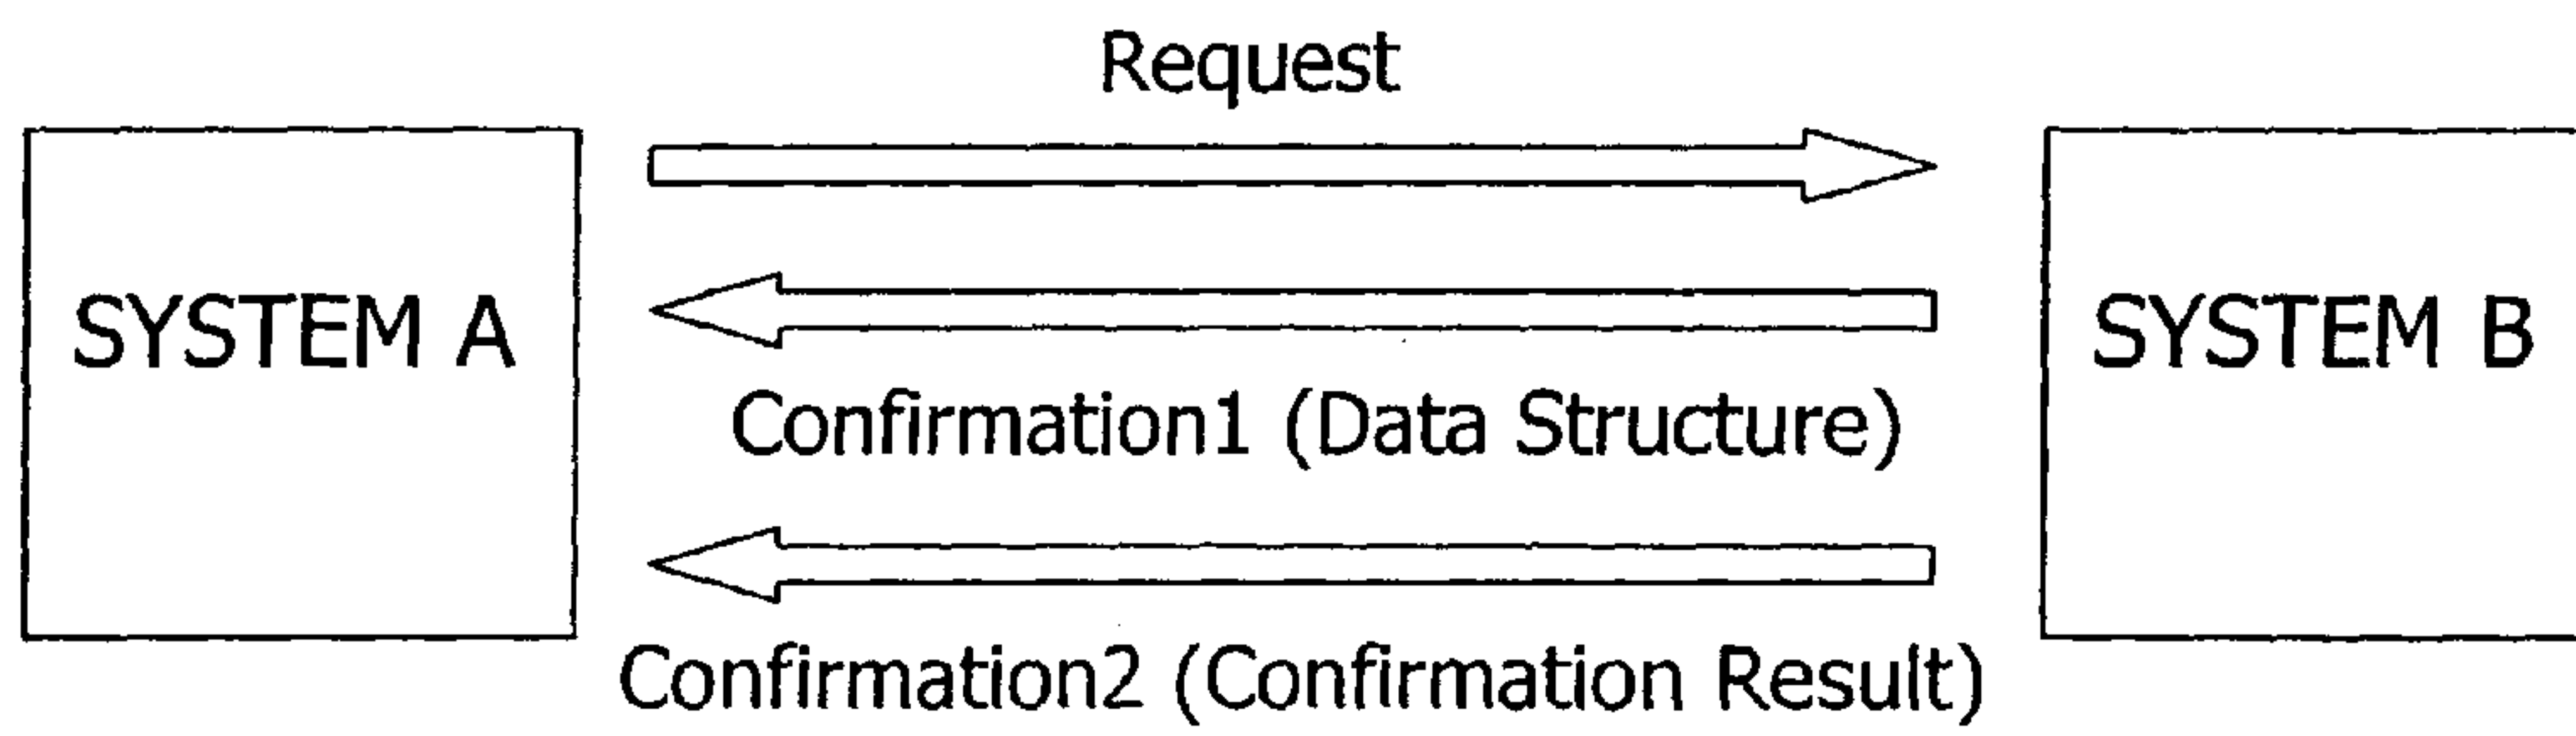 Request
SYSTEM A
SYSTEM B
Confirmation1 (Data Structure)
Confirmation2 (Confirmation Result)